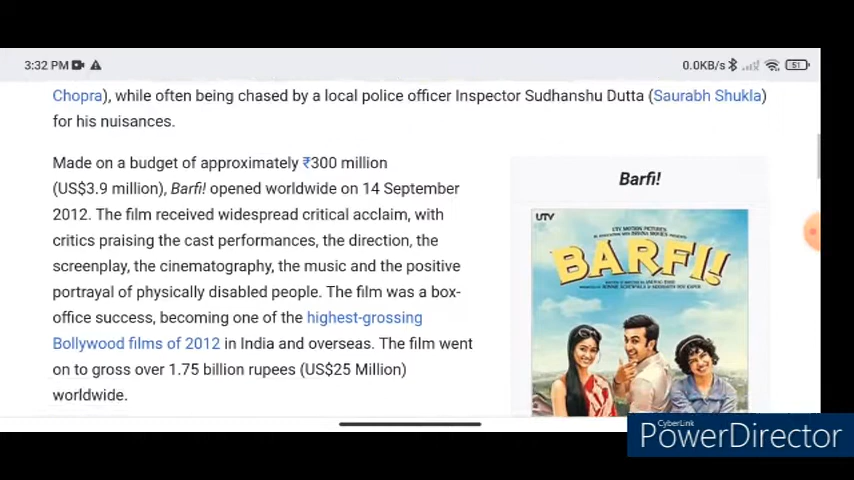 3:32 PM
0.0KB/s
51
Chopra), while often being chased by a local police officer Inspector Sudhanshu Dutta (Saurabh Shukla)
for his nuisances.
Made on a budget of approximately ₹300 million
(US$3.9 million), Barfi! opened worldwide on 14 September
2012. The film received widespread critical acclaim, with
critics praising the cast performances, the direction, the
screenplay, the cinematography, the music and the positive
portrayal of physically disabled people. The film was a box-
office success, becoming one of the highest-grossing
Bollywood films of 2012 in India and overseas. The film went
on to gross over 1.75 billion rupees (US$25 Million)
worldwide.
Barfi!
UTV
UTV MOTION PICTURES
BARFI!
CyberLink
PowerDirector